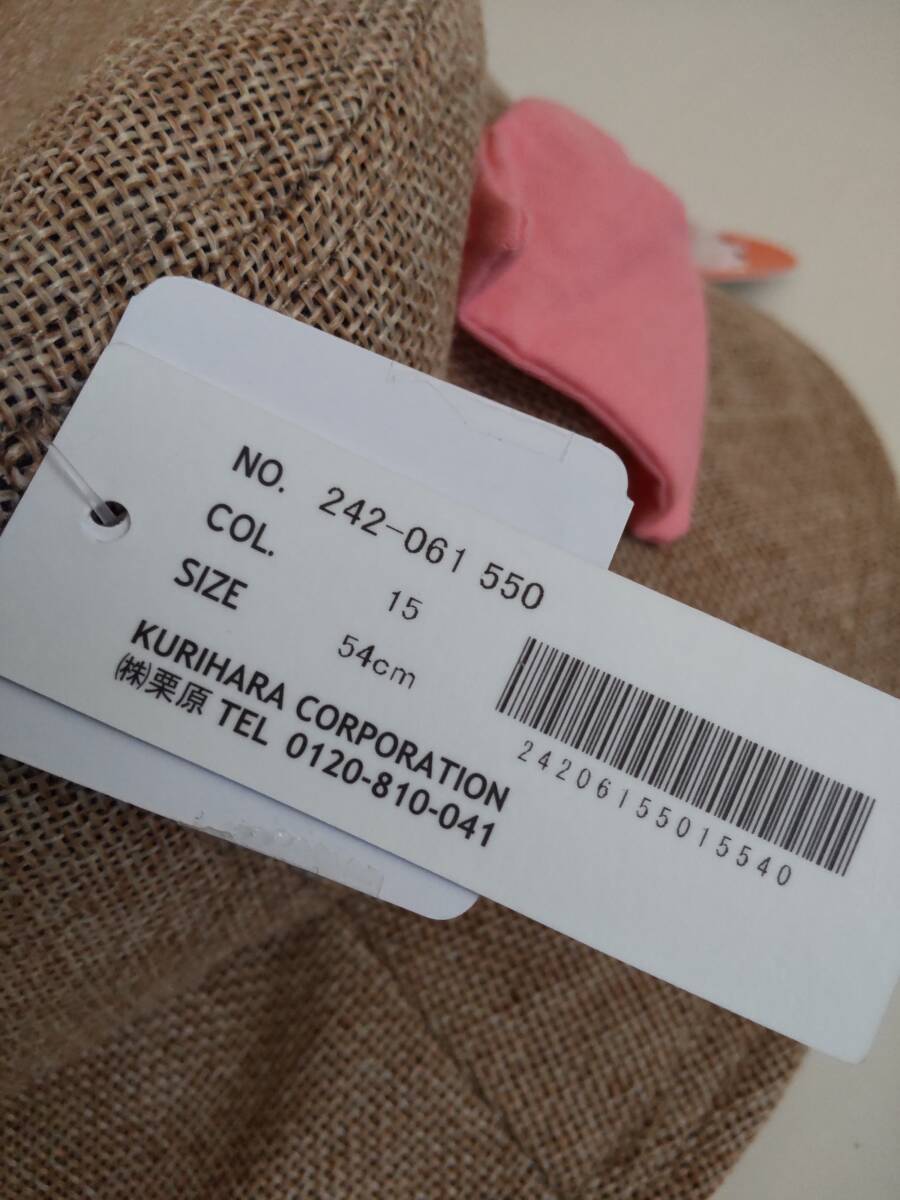 NO. 242-061 550
COL. 15
SIZE 54cm
KURIHARA CORPORATION
㈱栗原 TEL 0120-810-041
2420615501554​0